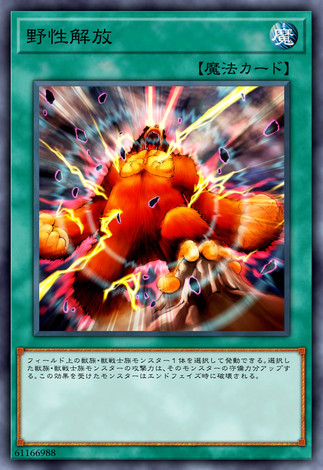 野性解放
魔
【魔法カード】
フィールド上の獣族・獣戦士族モンスター１体を選択して発動できる。選択し
た獣族・獣戦士族モンスターの攻撃力は、そのモンスターの守備力分アップす
る。この効果を受けたモンスターはエンドフェイズ時に破壊される。
61166988